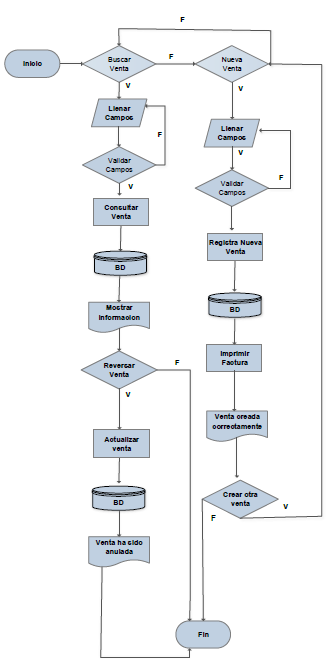 F
Inicio
Buscar
Venta
F
Nueva
Venta
V
V
Llenar
Campos
F
Validar
Campos
V
Llenar
Campos
V
F
Validar
Campos
Consultar
Venta
Registra Nueva
Venta
BD
BD
Mostrar
informacion
Imprimir
Factura
Reversar
Venta
F
V
Venta creada
correctamente
Actualizar
venta
BD
Crear otra
venta
V
F
Venta ha sido
anulada
Fin